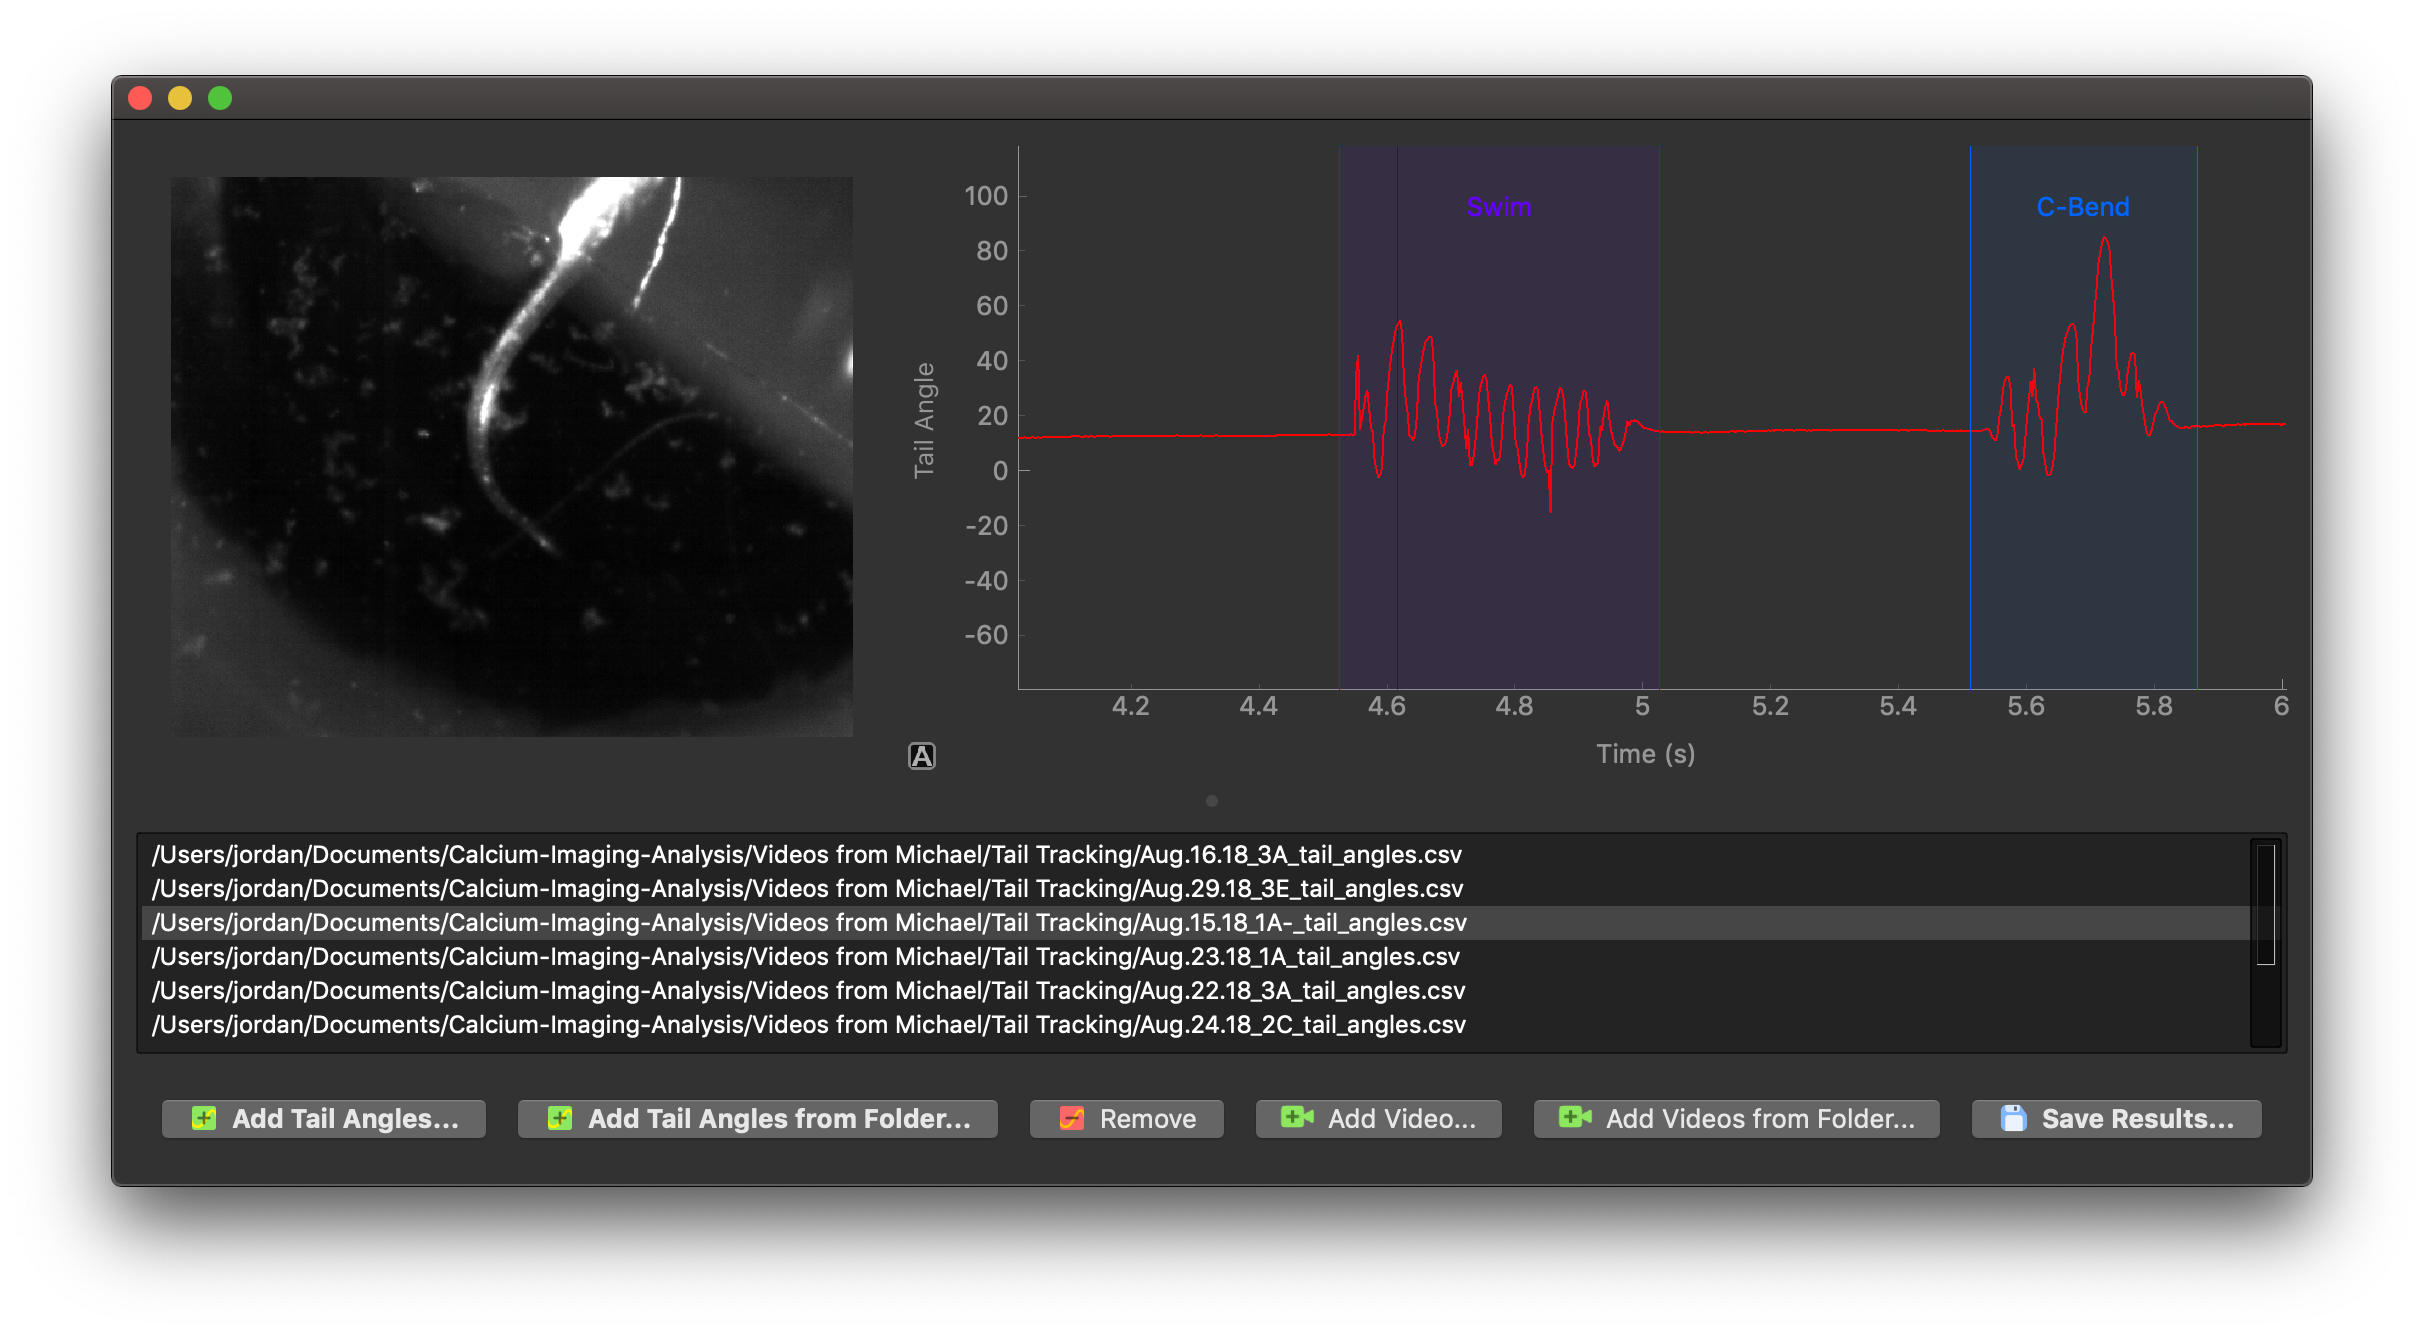 100
80
60
40
20
0
-20
-40
-60
Tail Angle
Swim
C-Bend
4.2 4.4 4.6 4.8 5 5.2 5.4 5.6 5.8 6
Time (s)
A
/Users/jordan/Documents/Calcium-Imaging-Analysis/Videos from Michael/Tail Tracking/Aug.16.18_3A_tail_angles.csv
/Users/jordan/Documents/Calcium-Imaging-Analysis/Videos from Michael/Tail Tracking/Aug.29.18_3E_tail_angles.csv
/Users/jordan/Documents/Calcium-Imaging-Analysis/Videos from Michael/Tail Tracking/Aug.15.18_1A-_tail_angles.csv
/Users/jordan/Documents/Calcium-Imaging-Analysis/Videos from Michael/Tail Tracking/Aug.23.18_1A_tail_angles.csv
/Users/jordan/Documents/Calcium-Imaging-Analysis/Videos from Michael/Tail Tracking/Aug.22.18_3A_tail_angles.csv
/Users/jordan/Documents/Calcium-Imaging-Analysis/Videos from Michael/Tail Tracking/Aug.24.18_2C_tail_angles.csv
Add Tail Angles... Add Tail Angles from Folder... Remove Add Video... Add Videos from Folder... Save Results...